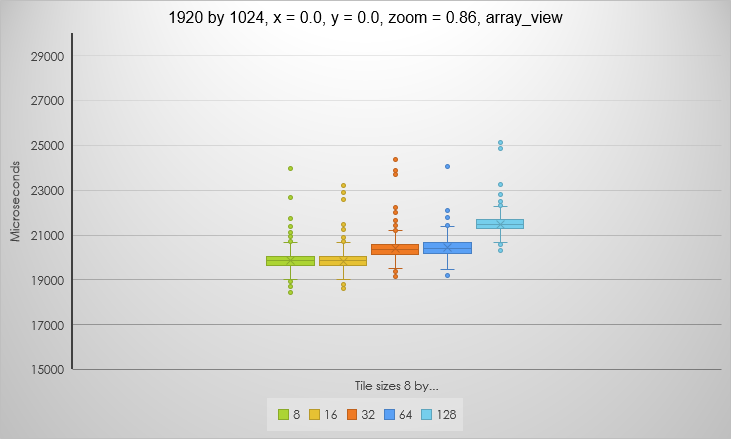 1920 by 1024, x = 0.0, y = 0.0, zoom = 0.86, array_view
29000
27000
25000
23000
21000
19000
17000
15000
Microseconds
Tile sizes 8 by...
8 16 32 64 128